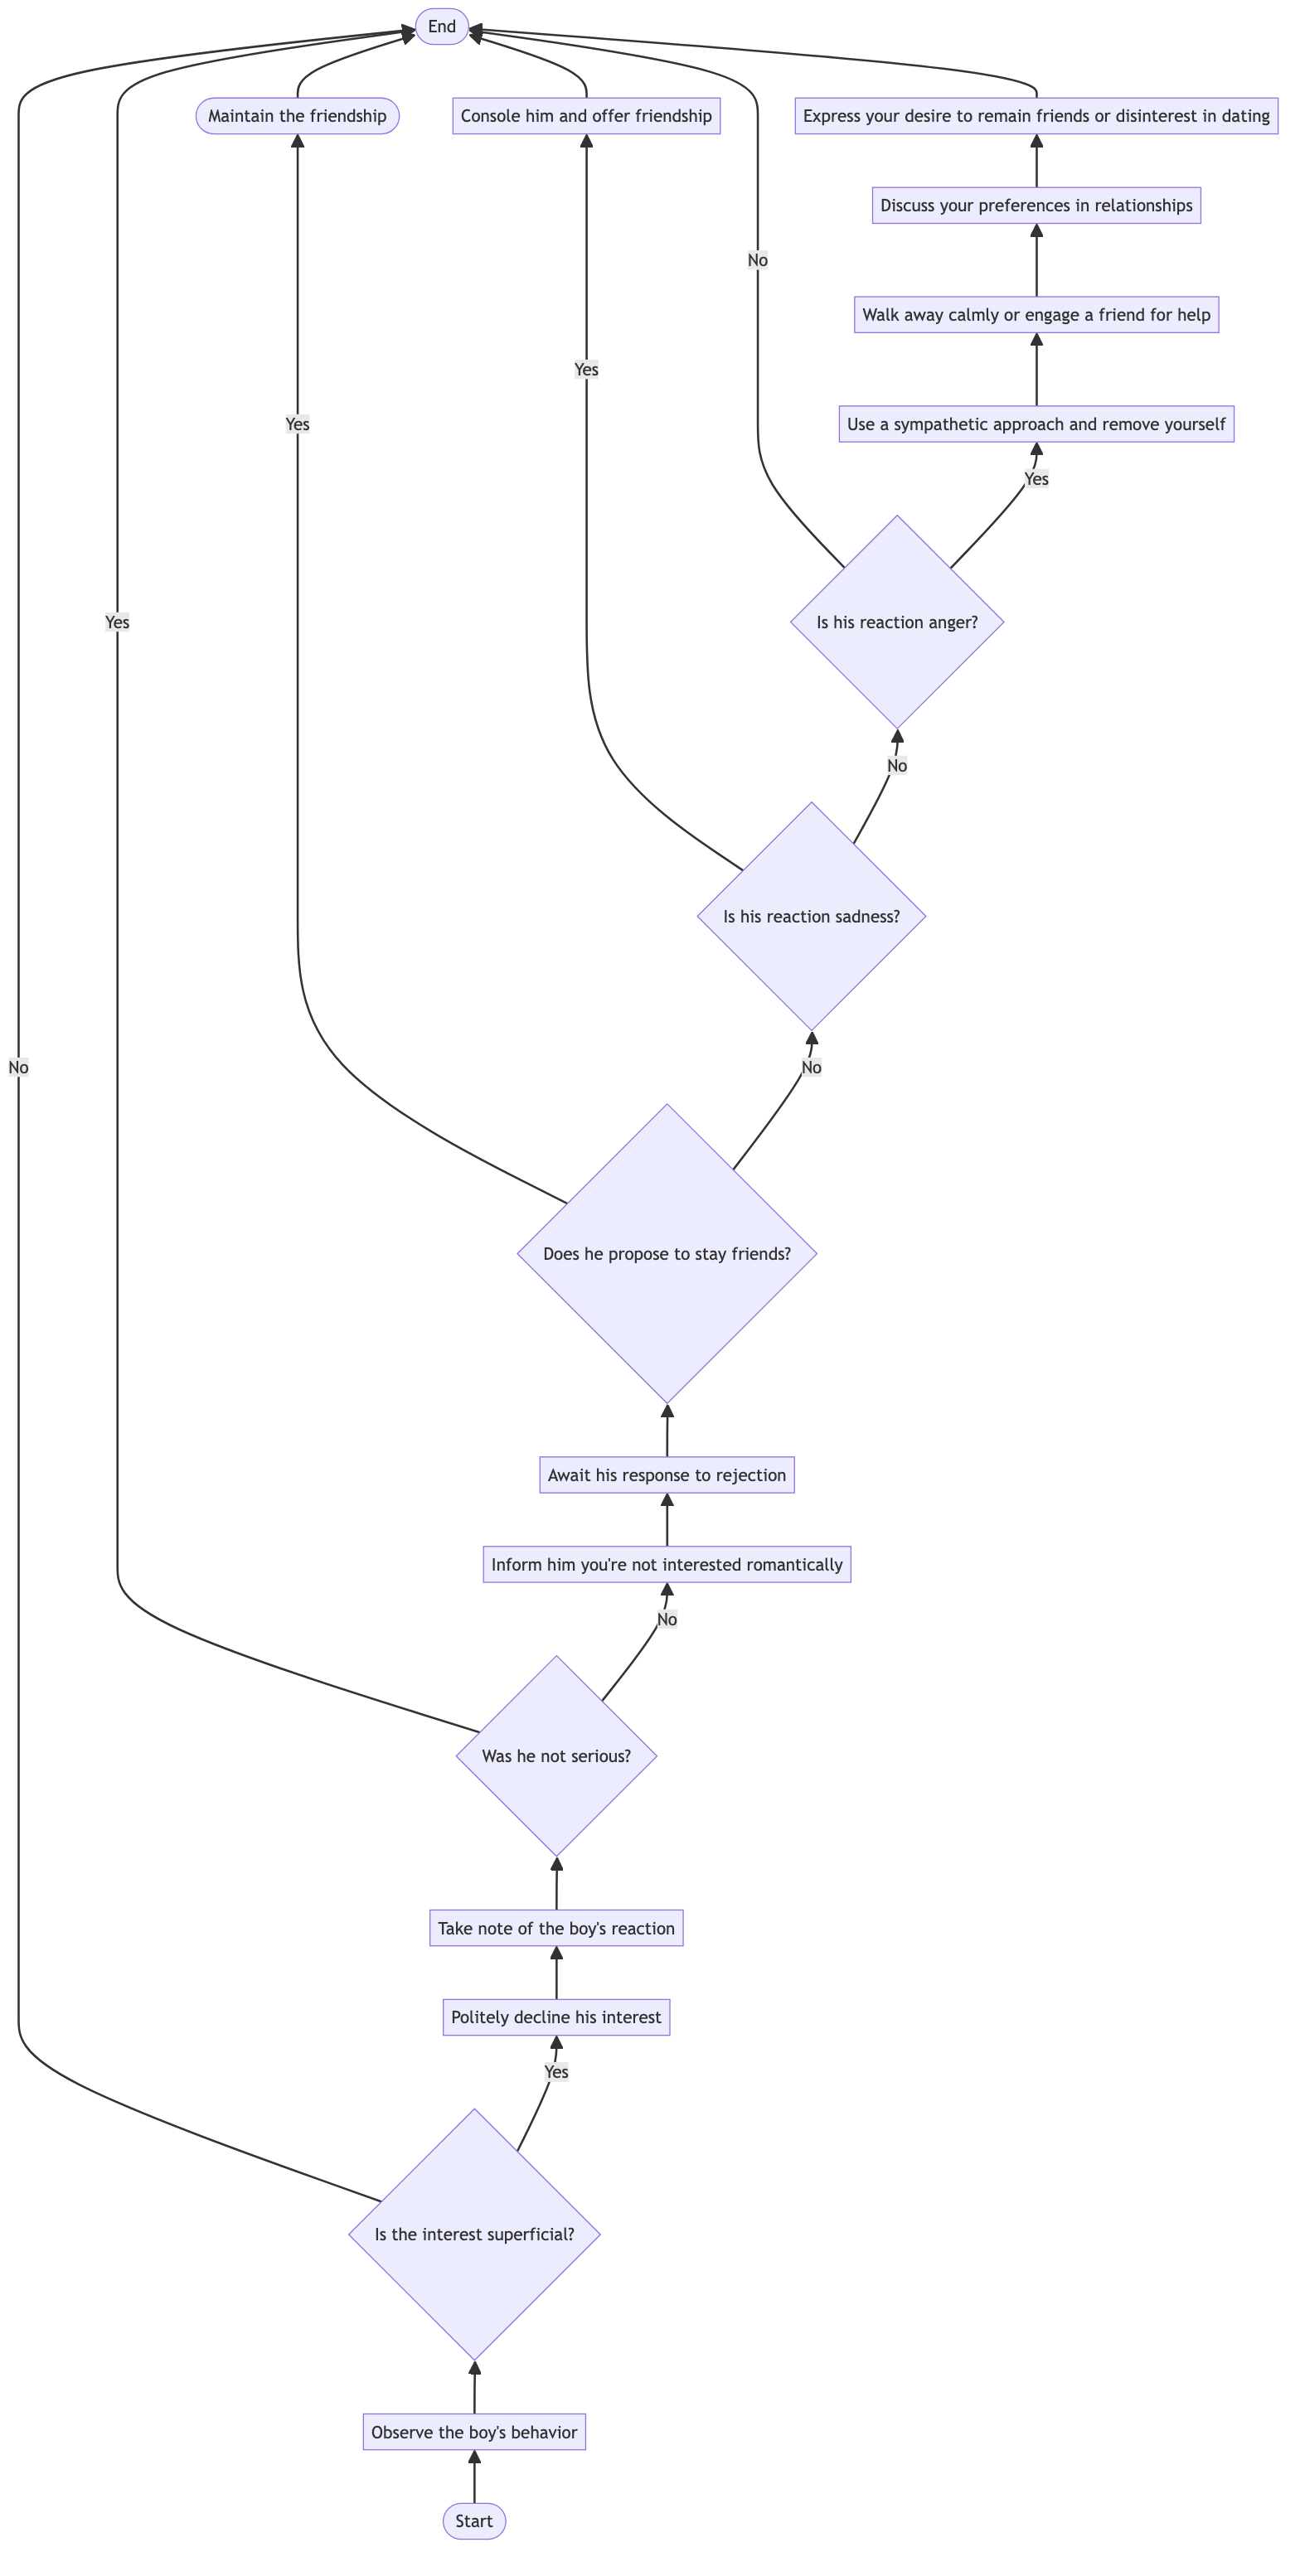 End
Maintain the friendship
Console him and offer friendship
Express your desire to remain friends or disinterest in dating
Discuss your preferences in relationships
No
Walk away calmly or engage a friend for help
Yes
Yes
Use a sympathetic approach and remove yourself
Yes
Yes
Is his reaction anger?
No
Is his reaction sadness?
No
No
Does he propose to stay friends?
Await his response to rejection
Inform him you're not interested romantically
No
Was he not serious?
Take note of the boy's reaction
Politely decline his interest
Yes
Is the interest superficial?
Observe the boy's behavior
Start